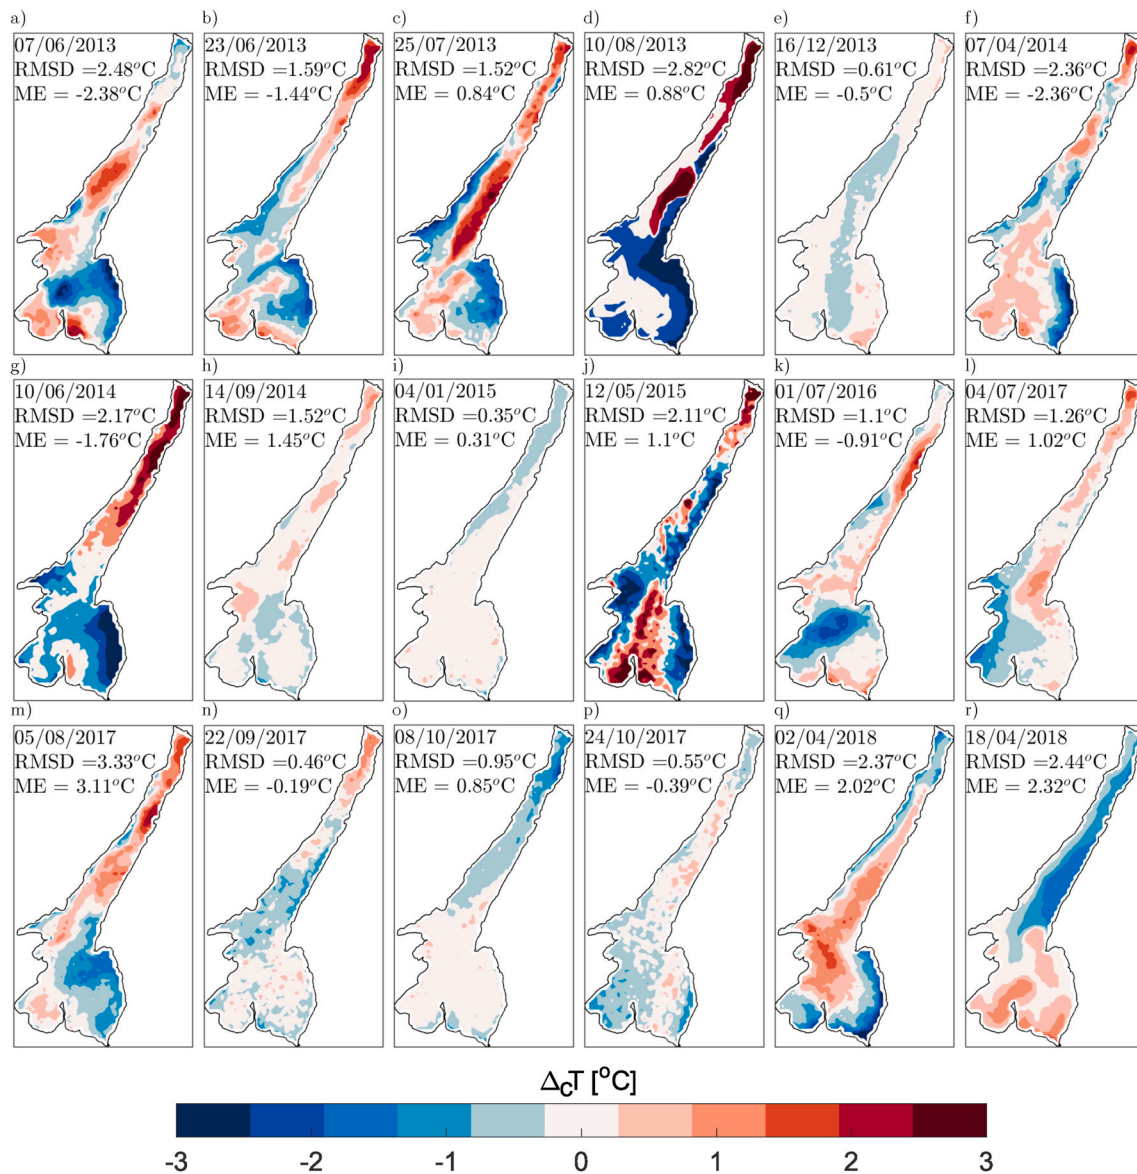 a) b) c) d) e) f)
07/06/2013
RMSD =2.48°C
ME = -2.38°C
23/06/2013
RMSD =1.59°C
ME = -1.44°C
25/07/2013
RMSD =1.52°C
ME = 0.84°C
10/08/2013
RMSD =2.82°C
ME = 0.88°C
16/12/2013
RMSD =0.61°C
ME = -0.5°C
07/04/2014
RMSD =2.36°C
ME = -2.36°C
g) h) i) j) k) l)
10/06/2014
RMSD =2.17°C
ME = -1.76°C
14/09/2014
RMSD =1.52°C
ME = 1.45°C
04/01/2015
RMSD =0.35°C
ME = 0.31°C
12/05/2015
RMSD =2.11°C
ME = 1.1°C
01/07/2016
RMSD =1.1°C
ME = -0.91°C
04/07/2017
RMSD =1.26°C
ME = 1.02°C
m) n) o) p) q) r)
05/08/2017
RMSD =3.33°C
ME = 3.11°C
22/09/2017
RMSD =0.46°C
ME = -0.19°C
08/10/2017
RMSD =0.95°C
ME = 0.85°C
24/10/2017
RMSD =0.55°C
ME = -0.39°C
02/04/2018
RMSD =2.37°C
ME = 2.02°C
18/04/2018
RMSD =2.44°C
ME = 2.32°C
ΔcT [°C]
-3 -2 -1 0 1 2 3